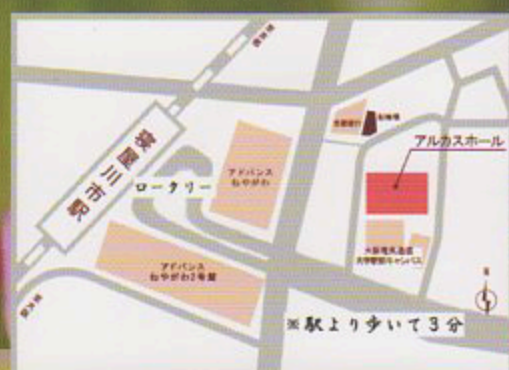 寝屋川市駅
ロータリー
アドバンス
ねやがわ
アドバンス
ねやがわ2号館
アルカスホール
大阪電気通信
大学駅前キャンパス
N
※駅より歩いて3分